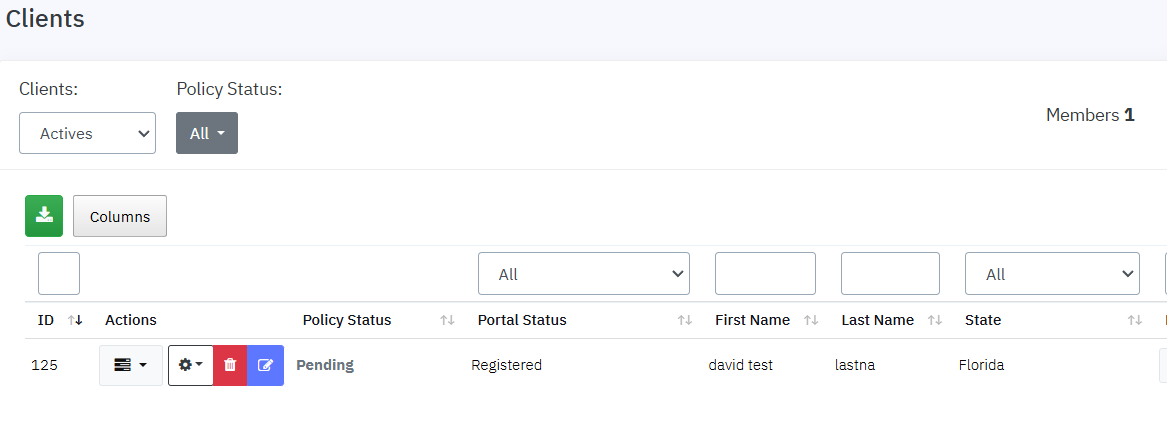 Clients
Clients: Policy Status:
Actives All Members 1
Columns
All All
ID Actions Policy Status Portal Status First Name Last Name State
125 Pending Registered david test lastna Florida